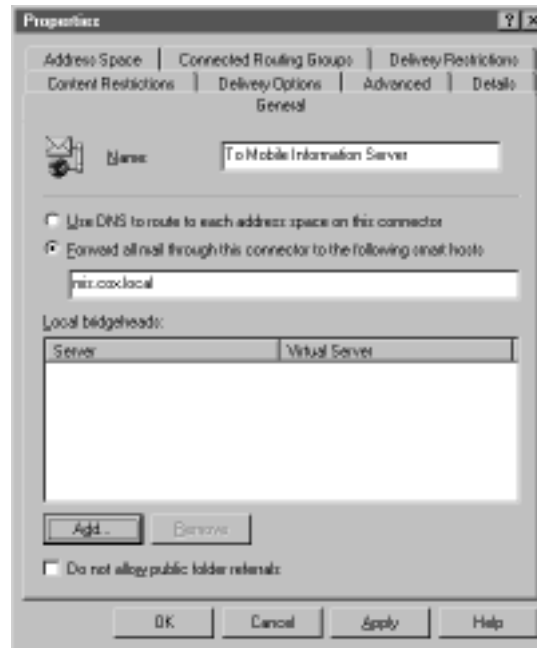 Properties
Address Space Connected Routing Groups Delivery Restrictions
Content Restrictions Delivery Options Advanced Details
General
Name: To Mobile Information Server
Use DNS to route to each address space on this connector
Forward all mail through this connector to the following smart hosts
mis.cox.local
Local bridgeheads:
Server Virtual Server
Add... Remove
Do not allow public folder referrals
OK Cancel Apply Help